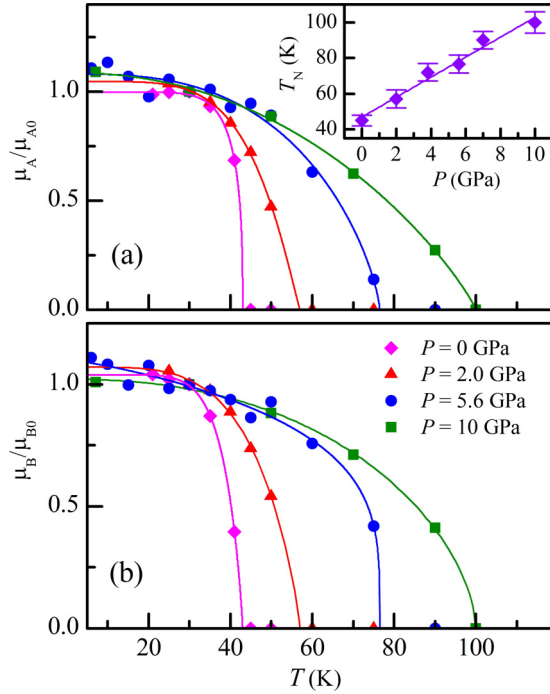 (a)
μA/μA0
1.0
0.5
0.0
TN (K)
100
80
60
40
0 2 4 6 8 10
P (GPa)
(b)
μB/μB0
1.0
0.5
0.0
P = 0 GPa
P = 2.0 GPa
P = 5.6 GPa
P = 10 GPa
20 40 60 80 100
T (K)